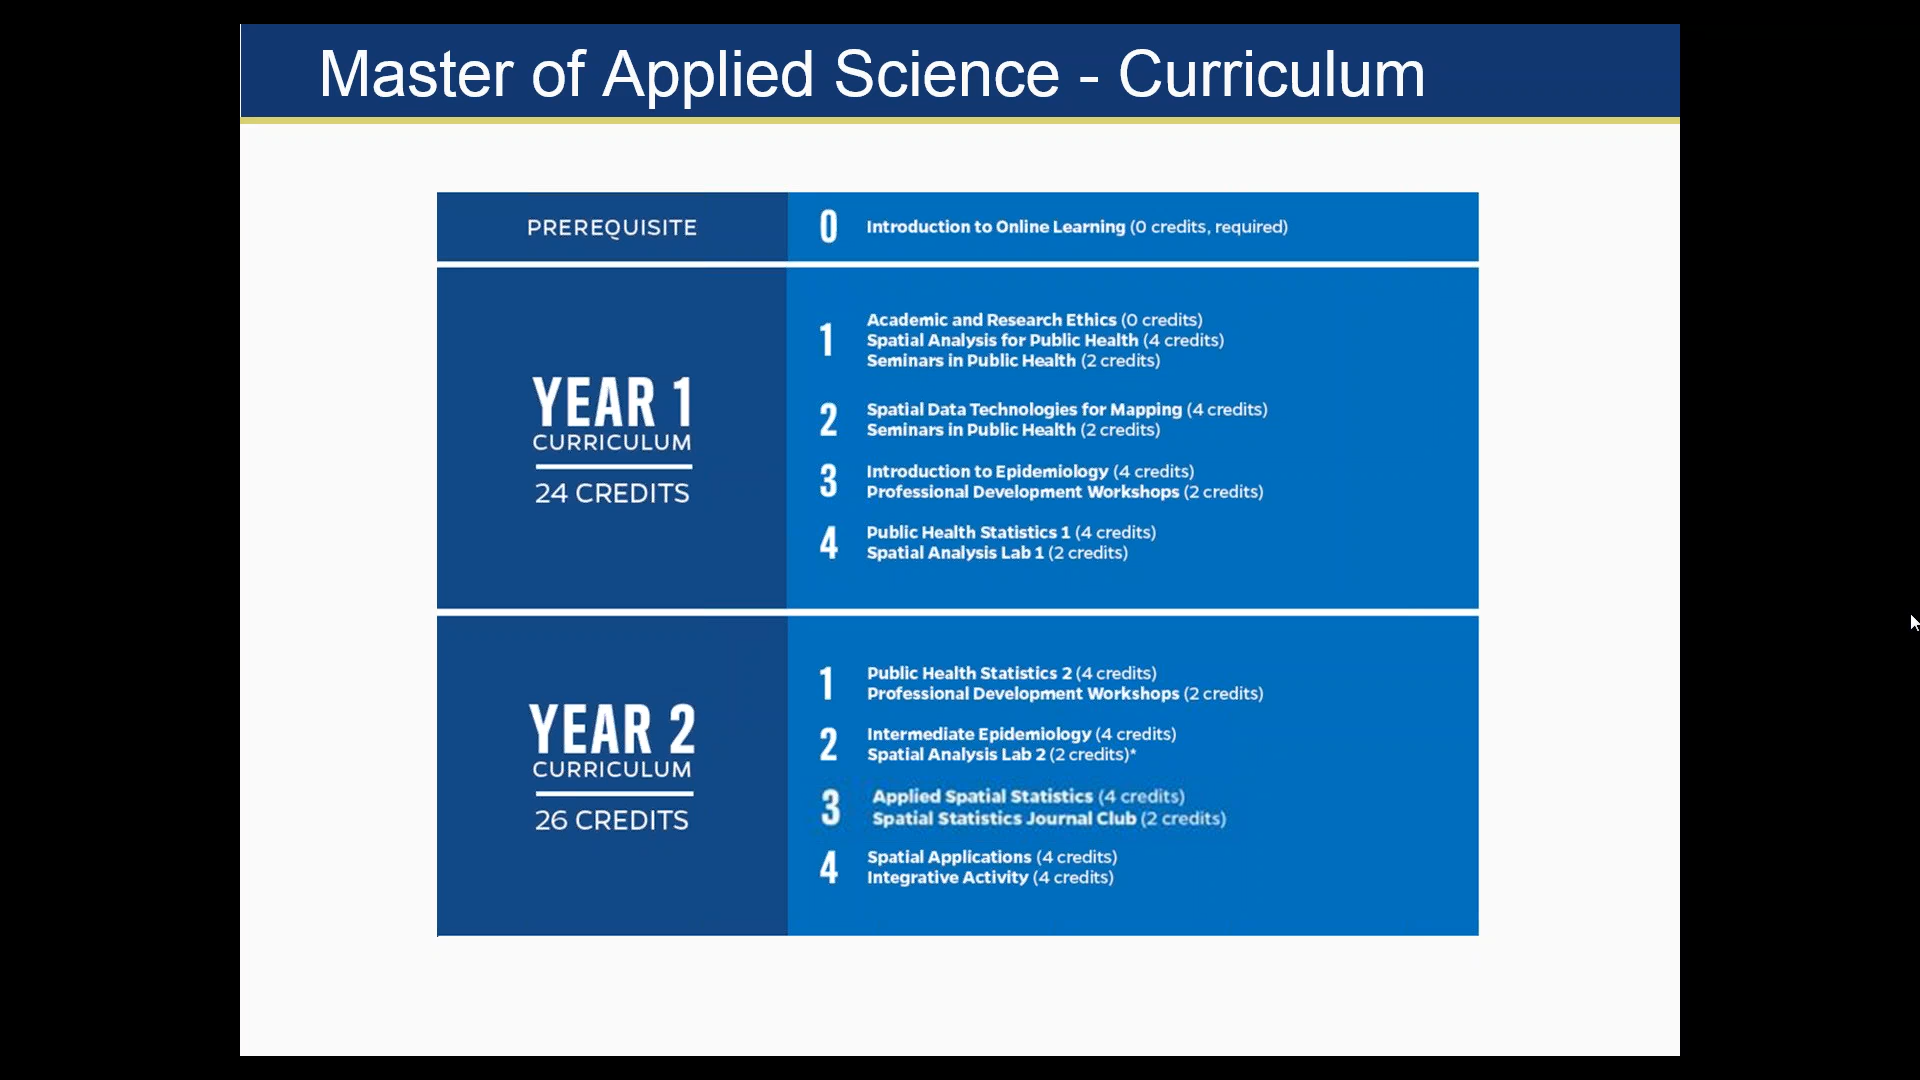 Master of Applied Science - Curriculum
PREREQUISITE
0
Introduction to Online Learning (0 credits, required)
YEAR 1
CURRICULUM
24 CREDITS
1
Academic and Research Ethics (0 credits)
Spatial Analysis for Public Health (4 credits)
Seminars in Public Health (2 credits)
2
Spatial Data Technologies for Mapping (4 credits)
Seminars in Public Health (2 credits)
3
Introduction to Epidemiology (4 credits)
Professional Development Workshops (2 credits)
4
Public Health Statistics 1 (4 credits)
Spatial Analysis Lab 1 (2 credits)
YEAR 2
CURRICULUM
26 CREDITS
1
Public Health Statistics 2 (4 credits)
Professional Development Workshops (2 credits)
2
Intermediate Epidemiology (4 credits)
Spatial Analysis Lab 2 (2 credits)*
3
Applied Spatial Statistics (4 credits)
Spatial Statistics Journal Club (2 credits)
4
Spatial Applications (4 credits)
Integrative Activity (4 credits)